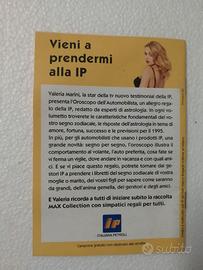 Vieni a
prendermi
alla IP
Valeria Marini, la star della tv nuovo testimonial della IP,
presenta l'Oroscopo dell'Automobilista, un allegro rega-
lo della IP, redatto da esperti di astrologia. In ogni vo-
lumetto troverete le caratteristiche fondamentali del vo-
stro segno zodiacale, le risposte dell'astrologia in tema di
amore, fortuna, successo e le previsioni per il 1995.
In più, per gli automobilisti che usano i prodotti IP, una
grande novità: segno per segno, l'oroscopo illustra il
comportamento al volante, l'auto preferita, cosa fate se
vi ferma un vigile, dove andare in vacanza e con quali ami-
ci. E se vi piace questo regalo, potrete tornare dai gesto-
ri IP a prendere i libretti del segno zodiacale di vostra
moglie o marito, dei vostri figli per sapere come saranno
da grandi, dell'anima gemella, dei genitori e degli amici.
E Valeria ricorda a tutti di iniziare subito la raccolta
MAX Collection con simpatici regali per tutti.
IP
ITALIANA PETROLI
subito